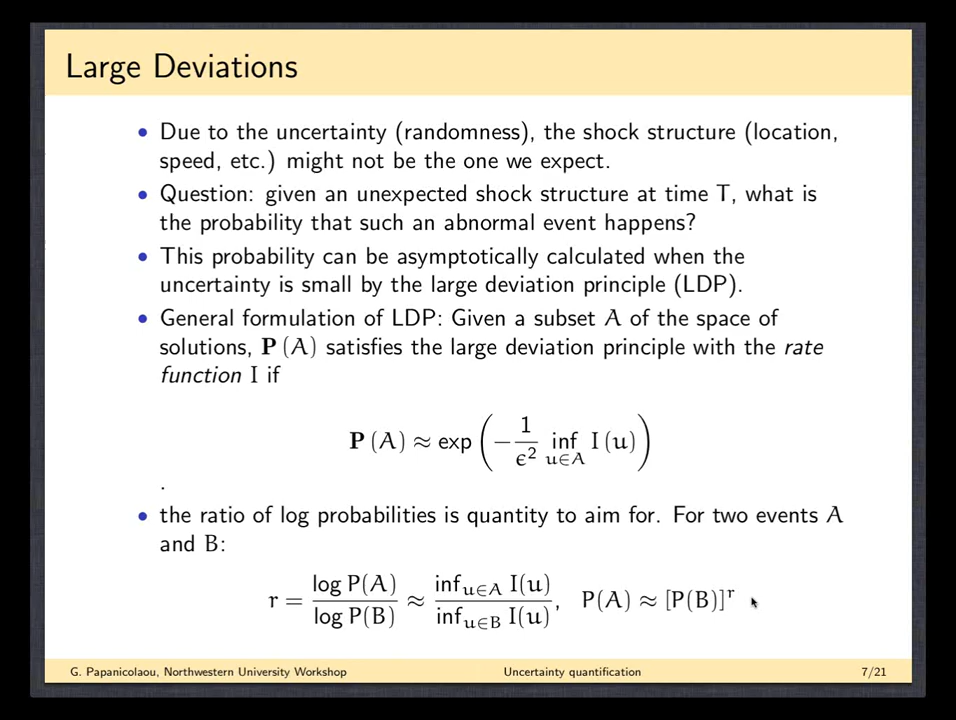 Large Deviations
• Due to the uncertainty (randomness), the shock structure (location,
speed, etc.) might not be the one we expect.
• Question: given an unexpected shock structure at time T, what is
the probability that such an abnormal event happens?
• This probability can be asymptotically calculated when the
uncertainty is small by the large deviation principle (LDP).
• General formulation of LDP: Given a subset A of the space of
solutions, P (A) satisfies the large deviation principle with the rate
function I if
P (A) ≈ exp ( − 1/ϵ² inf_{u∈A} I (u) )
.
• the ratio of log probabilities is quantity to aim for. For two events A
and B:
r = log P(A) / log P(B) ≈ inf_{u∈A} I(u) / inf_{u∈B} I(u), P(A) ≈ [P(B)]^r
G. Papanicolaou, Northwestern University Workshop Uncertainty quantification 7/21